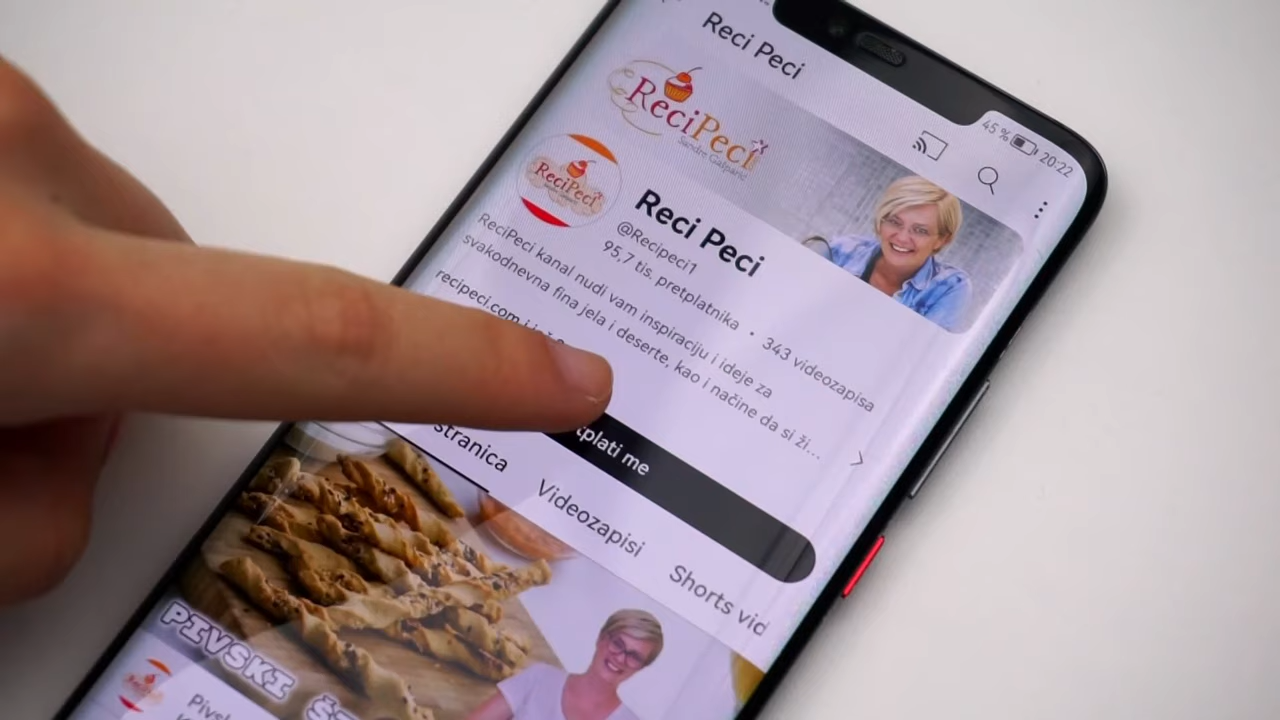 Reci Peci
45 % 20:22
ReciPeci
Sandre Gašparić
ReciPeci
Reci Peci
@Recipeci1
95,7 tis. pretplatnika • 343 videozapisa
ReciPeci kanal nudi vam inspiraciju i ideje za
svakodnevna fina jela i deserte, kao i načine da si ži...
recipeci.com i
tplati me
stranica
Videozapisi
Shorts vid
PIVSKI